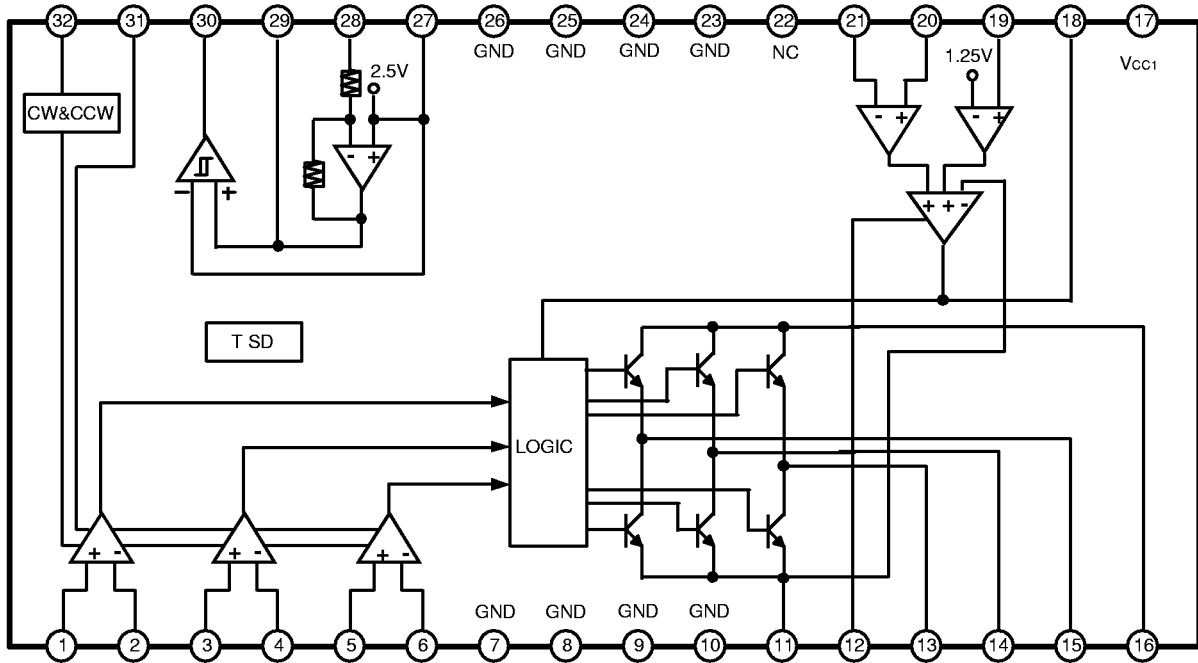 32 31 30 29 28 27 26 25 24 23 22 21 20 19 18 17
GND GND GND GND NC
1.25V
VCC1
2.5V
CW&CCW
- +
- +
- +
- +
+ + -
T SD
LOGIC
+ - + - + -
GND GND GND GND
1 2 3 4 5 6 7 8 9 10 11 12 13 14 15 16